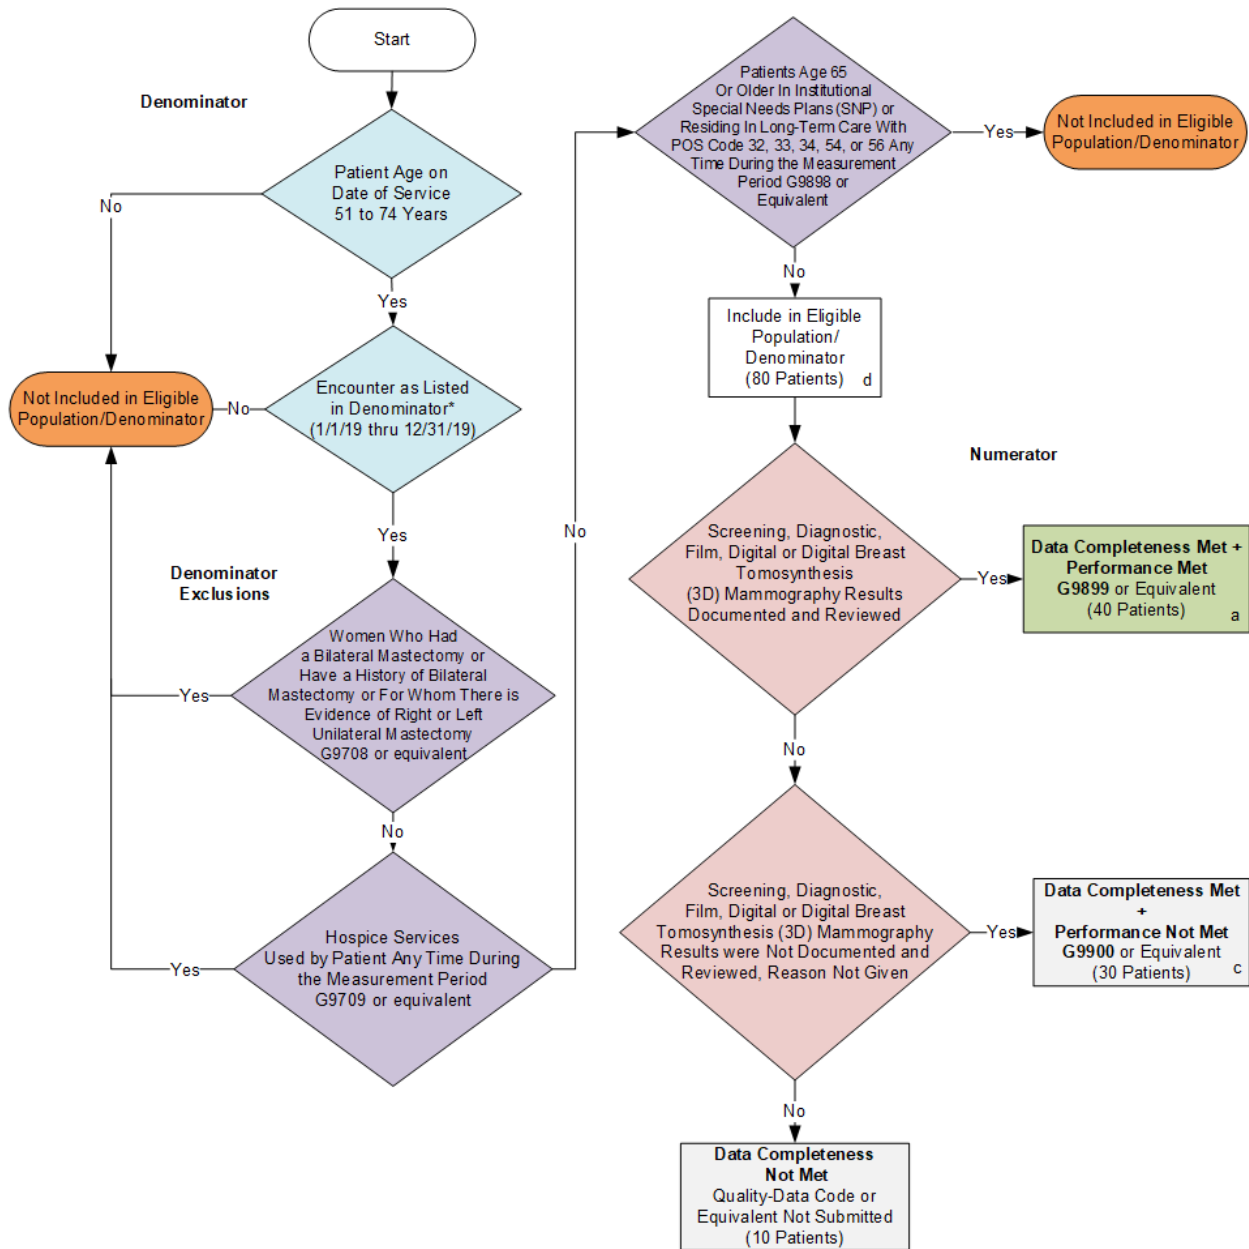 Start
Denominator
Patient Age on
Date of Service
51 to 74 Years
No
Yes
Encounter as Listed
in Denominator*
(1/1/19 thru 12/31/19)
No
Not Included in Eligible
Population/Denominator
Yes
Denominator
Exclusions
Women Who Had
a Bilateral Mastectomy or
Have a History of Bilateral
Mastectomy or For Whom There is
Evidence of Right or Left
Unilateral Mastectomy
G9708 or equivalent
Yes
No
Hospice Services
Used by Patient Any Time During
the Measurement Period
G9709 or equivalent
Yes
No
Patients Age 65
Or Older In Institutional
Special Needs Plans (SNP) or
Residing In Long-Term Care With
POS Code 32, 33, 34, 54, or 56 Any
Time During the Measurement
Period G9898 or
Equivalent
Yes
Not Included in Eligible
Population/Denominator
No
Include in Eligible
Population/
Denominator
(80 Patients)
d
Numerator
Screening, Diagnostic,
Film, Digital or Digital Breast
Tomosynthesis
(3D) Mammography Results
Documented and Reviewed
Yes
Data Completeness Met +
Performance Met
G9899 or Equivalent
(40 Patients)
a
No
Screening, Diagnostic,
Film, Digital or Digital Breast
Tomosynthesis (3D) Mammography
Results were Not Documented and
Reviewed, Reason Not Given
Yes
Data Completeness Met
+
Performance Not Met
G9900 or Equivalent
(30 Patients)
c
No
Data Completeness
Not Met
Quality-Data Code or
Equivalent Not Submitted
(10 Patients)